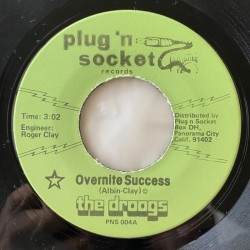 plug 'n
socket
records
Time: 3:02
Engineer:
Roger Clay
Distributed by
Plug n Socket
Box DH,
Panorama City
Calif. 91402
Overnite Success
(Albin-Clay) ©
the droogs
PNS 004A